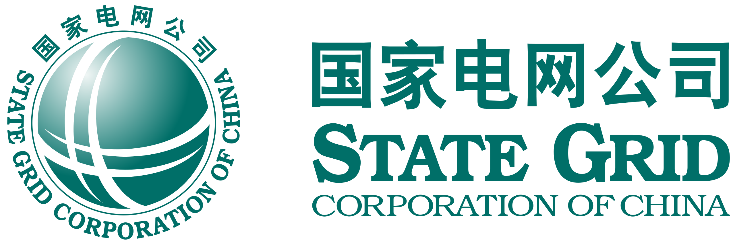 国家电网公司
STATE GRID CORPORATION OF CHINA
国家电网公司
STATE GRID
CORPORATION OF CHINA